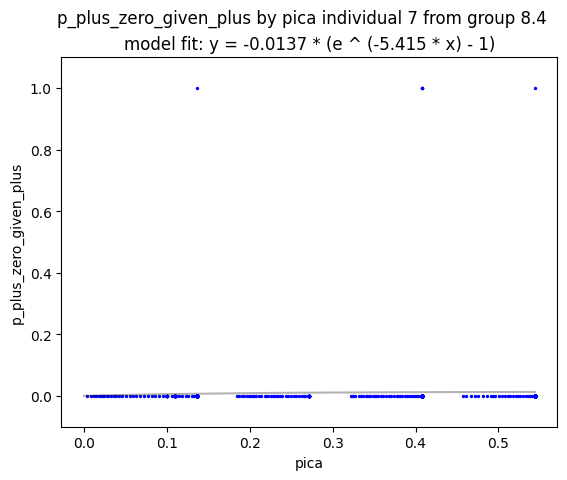 p_plus_zero_given_plus by pica individual 7 from group 8.4
model fit: y = -0.0137 * (e ^ (-5.415 * x) - 1)
1.0
0.8
0.6
0.4
0.2
0.0
p_plus_zero_given_plus
0.0 0.1 0.2 0.3 0.4 0.5
pica